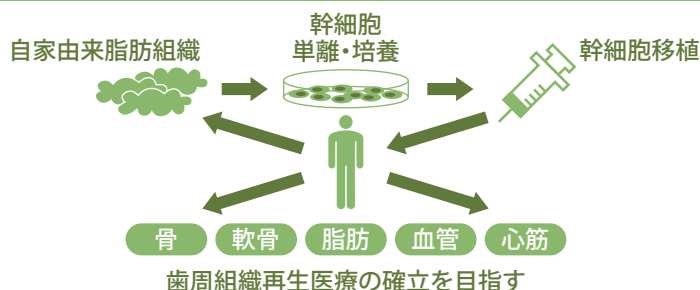 幹細胞
自家由来脂肪組織
単離・培養
幹細胞移植
骨
軟骨
脂肪
血管
心筋
歯周組織再生医療の確立を目指す